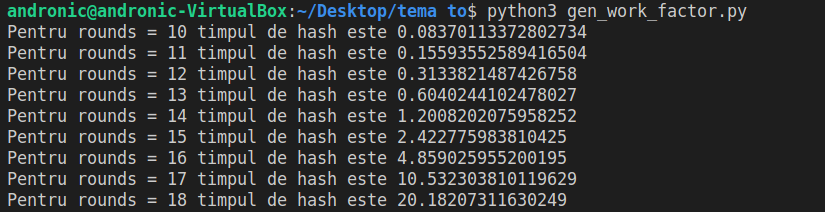 andronic@andronic-VirtualBox:~/Desktop/tema to$ python3 gen_work_factor.py
Pentru rounds = 10 timpul de hash este 0.08370113372802734
Pentru rounds = 11 timpul de hash este 0.15593552589416504
Pentru rounds = 12 timpul de hash este 0.3133821487426758
Pentru rounds = 13 timpul de hash este 0.6040244102478027
Pentru rounds = 14 timpul de hash este 1.2008202075958252
Pentru rounds = 15 timpul de hash este 2.422775983810425
Pentru rounds = 16 timpul de hash este 4.859025955200195
Pentru rounds = 17 timpul de hash este 10.532303810119629
Pentru rounds = 18 timpul de hash este 20.18207311630249